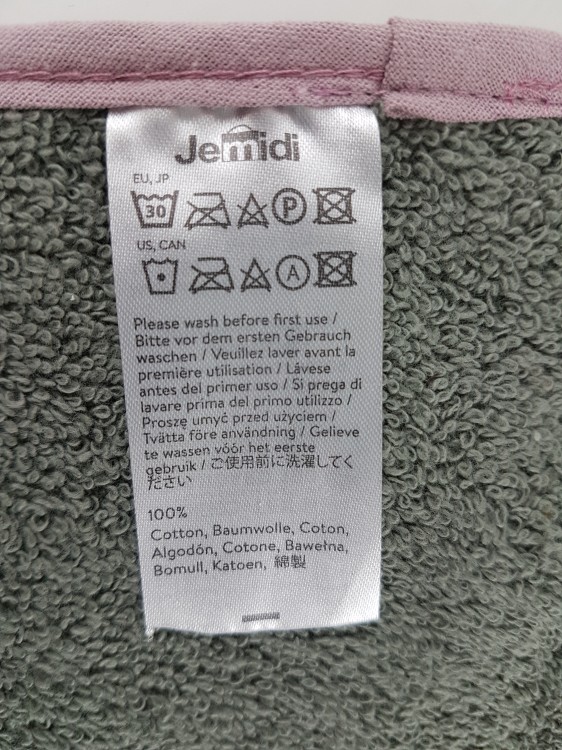 Jemidi
EU, JP
30 P
US, CAN
A
Please wash before first use /
Bitte vor dem ersten Gebrauch
waschen / Veuillez laver avant la
première utilisation / Lávese
antes del primer uso / Si prega di
lavare prima del primo utilizzo /
Proszę umyć przed użyciem /
Tvätta före användning / Gelieve
te wassen vóór het eerste
gebruik / ご使用前に洗濯してく
ださい
100%
Cotton, Baumwolle, Coton,
Algodón, Cotone, Bawełna,
Bomull, Katoen, 綿製